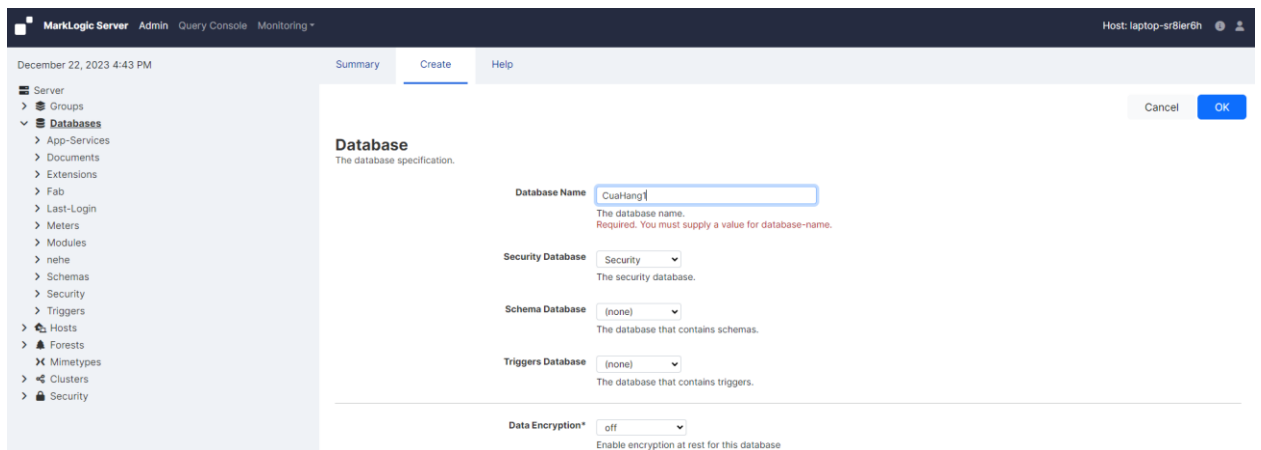 MarkLogic Server Admin Query Console Monitoring
Host: laptop-sr8ier6h
December 22, 2023 4:43 PM
Summary Create Help
Server
Groups
Databases
App-Services
Documents
Extensions
Fab
Last-Login
Meters
Modules
nehe
Schemas
Security
Triggers
Hosts
Forests
Mimetypes
Clusters
Security
Cancel OK
Database
The database specification.
Database Name CuaHang1
The database name.
Required. You must supply a value for database-name.
Security Database Security
The security database.
Schema Database (none)
The database that contains schemas.
Triggers Database (none)
The database that contains triggers.
Data Encryption* off
Enable encryption at rest for this database